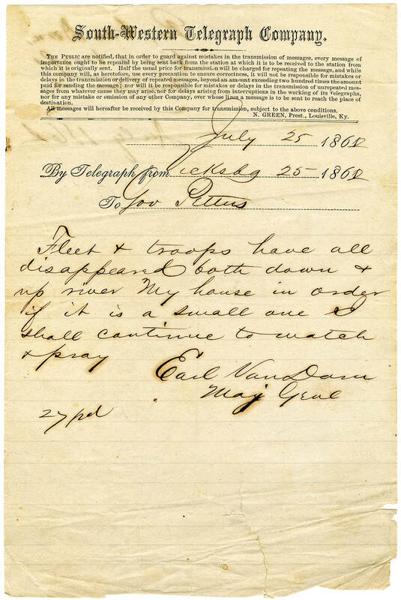 South-Western Telegraph Company.
THE PUBLIC are notified, that in order to guard against mistakes in the transmission of messages, every message of
importance ought to be repeated by being sent back from the station at which it is to be received to the station from
which it is originally sent. Half the usual price for transmission will be charged for repeating the message, and while
this company will, as heretofore, use every precaution to ensure correctness, it will not be responsible for mistakes or
delays in the transmission or delivery of repeated messages, beyond an amount exceeding two hundred times the amount
paid for sending the message; nor will it be responsible for mistakes or delays in the transmission of unrepeated messages
from whatever cause they may arise, nor for delays arising from interruptions in the working of its Telegraphs,
nor for any mistake or omission of any other Company, over whose lines a message is to be sent to reach the place of
destination.
All messages will hereafter be received by this Company for transmission, subject to the above conditions.
N. GREEN, Prest., Louisville, Ky.
July 25 1862
By Telegraph from Vicksbg 25 1862
To Gov Pettus
Fleet & troops have all
disappeard both down &
up river My house in order
if it is a small one I
shall continue to watch
& pray
Earl Van Dorn
Maj Genl
27 pd